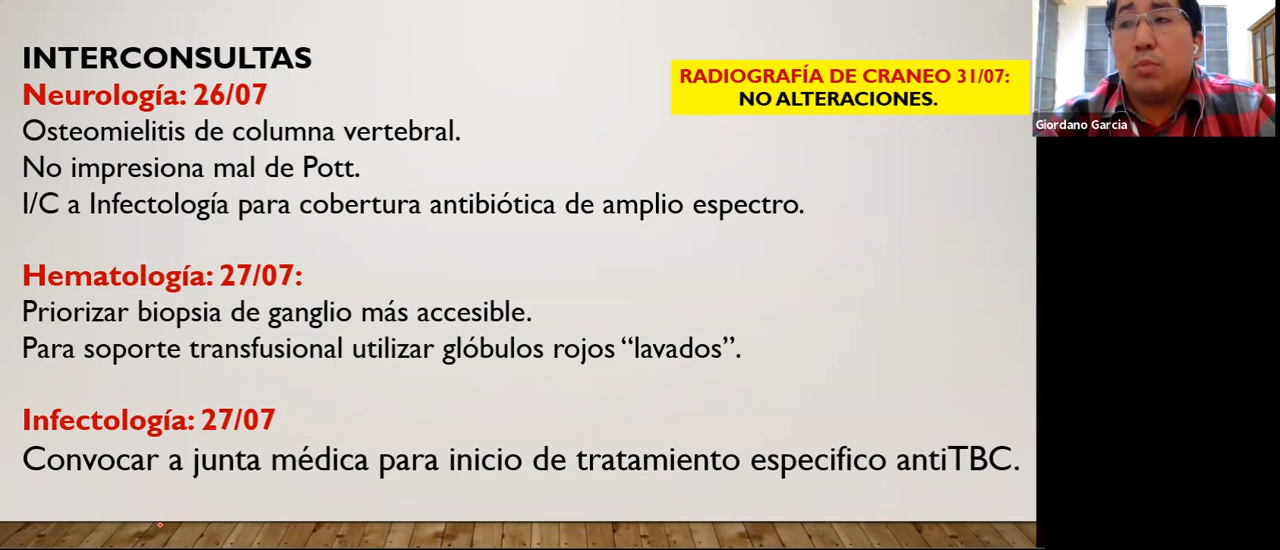 INTERCONSULTAS
Neurología: 26/07
Osteomielitis de columna vertebral.
No impresiona mal de Pott.
I/C a Infectología para cobertura antibiótica de amplio espectro.
Hematología: 27/07:
Priorizar biopsia de ganglio más accesible.
Para soporte transfusional utilizar glóbulos rojos “lavados”.
Infectología: 27/07
Convocar a junta médica para inicio de tratamiento especifico antiTBC.
RADIOGRAFÍA DE CRANEO 31/07:
NO ALTERACIONES.
Giordano Garcia